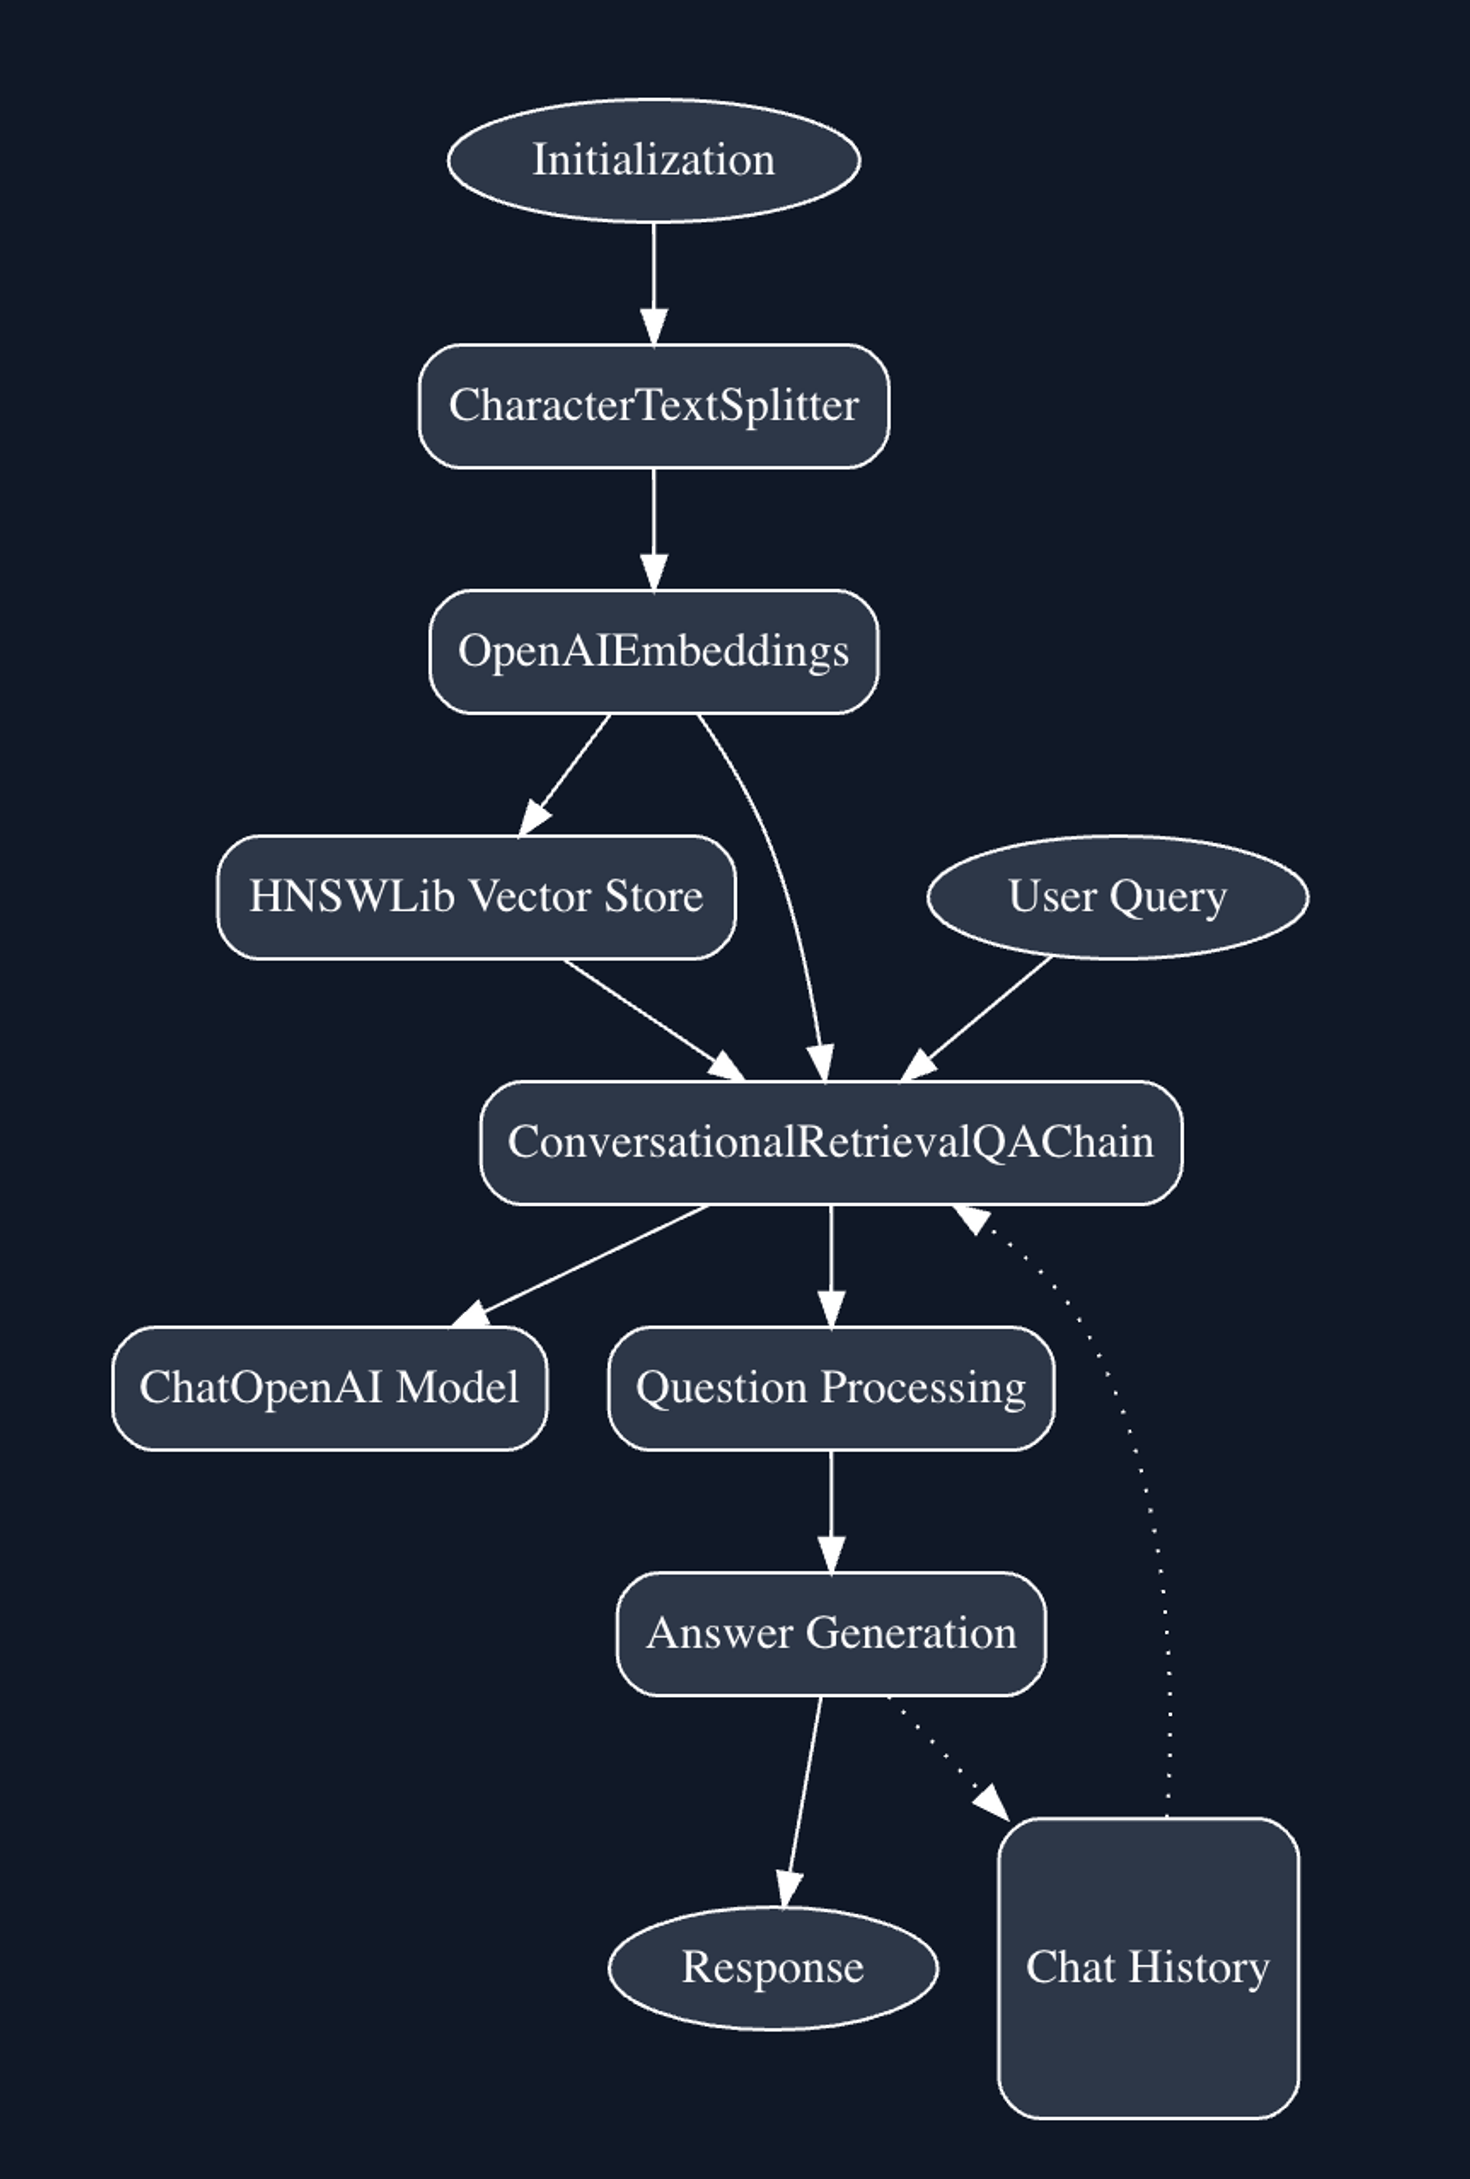 Initialization
CharacterTextSplitter
OpenAIEmbeddings
HNSWLib Vector Store
User Query
ConversationalRetrievalQAChain
ChatOpenAI Model
Question Processing
Answer Generation
Response
Chat History